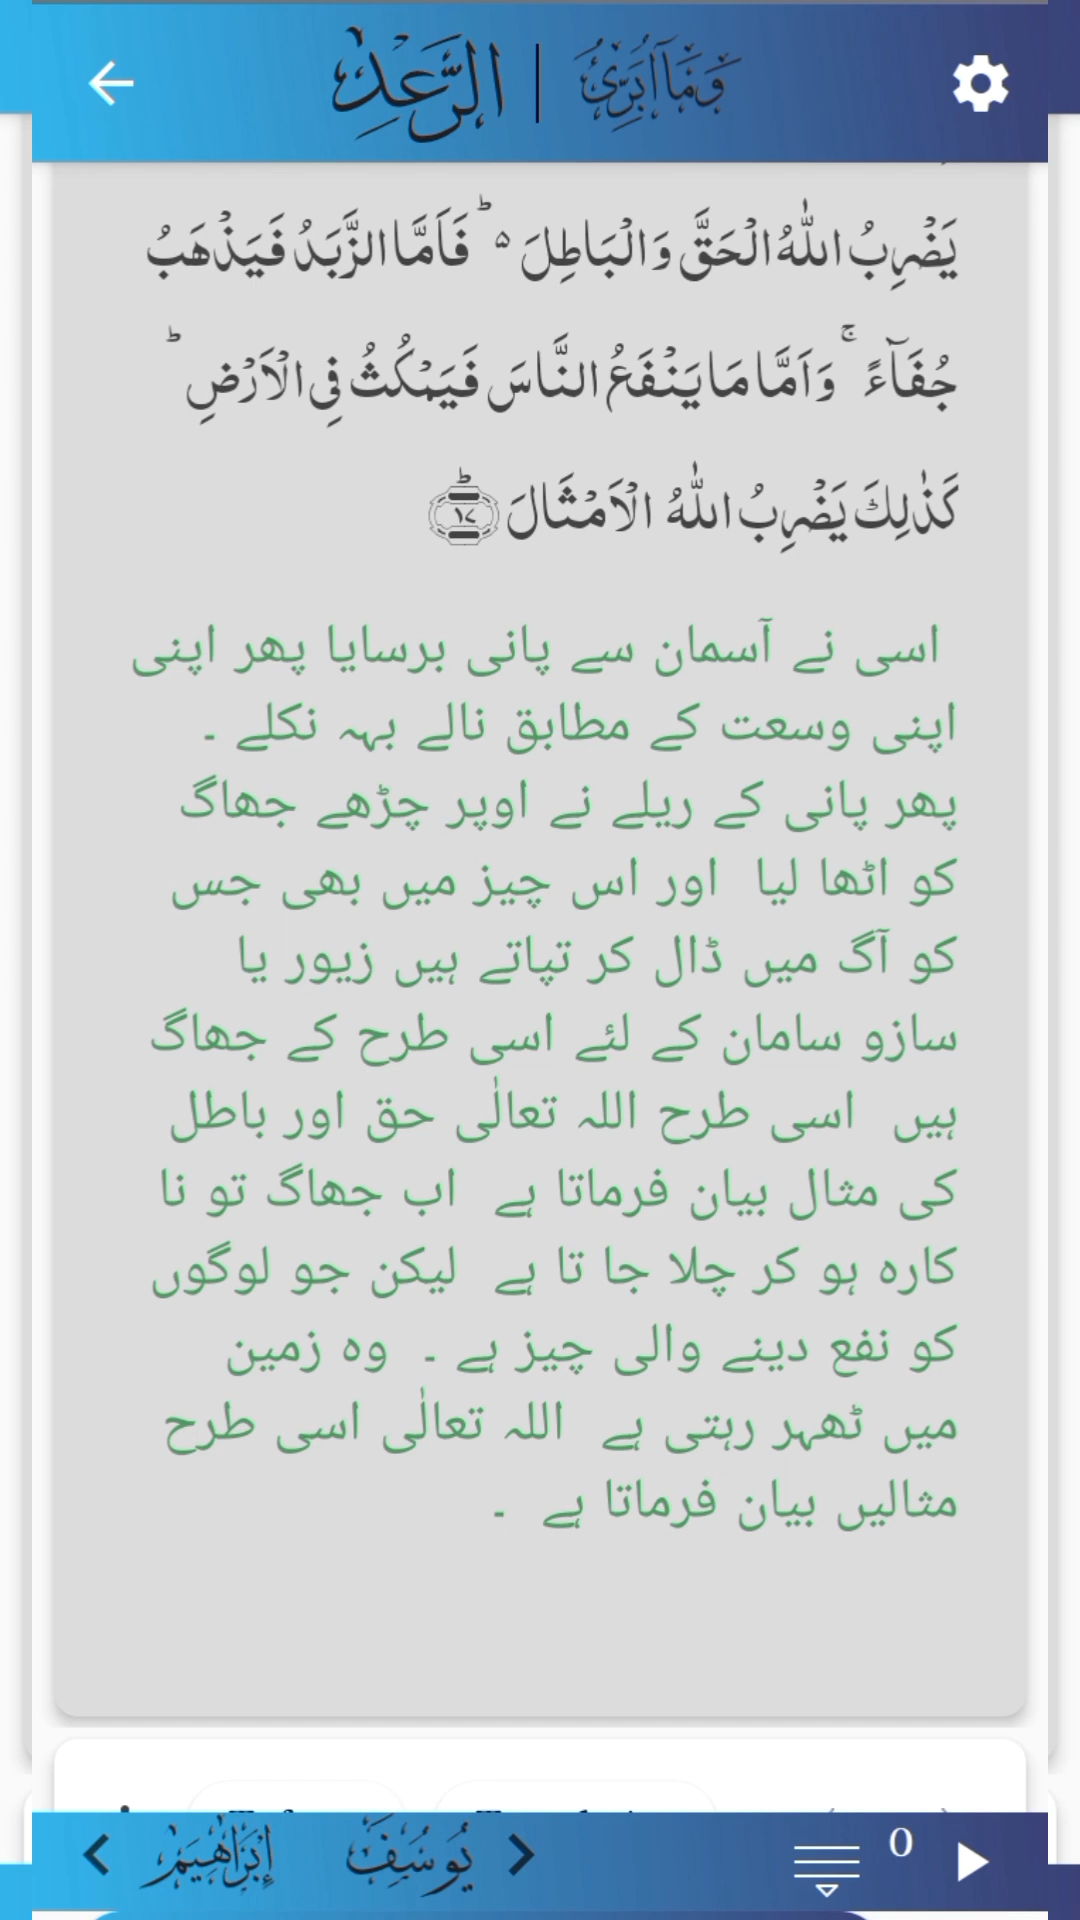 وَمَآ اُبَرِّئُ | الرَّعْدِ
يَضْرِبُ اللّٰهُ الْحَقَّ وَ الْبَاطِلَ ۵ؕ فَاَمَّا الزَّبَدُ فَيَذْهَبُ
جُفَآءً ۚ وَ اَمَّا مَا يَنْفَعُ النَّاسَ فَيَمْكُثُ فِى الْاَرْضِ ؕ
كَذٰلِكَ يَضْرِبُ اللّٰهُ الْاَمْثَالَ ؕ ۱۷
اسی نے آسمان سے پانی برسایا پھر اپنی
اپنی وسعت کے مطابق نالے بہہ نکلے ۔
پھر پانی کے ریلے نے اوپر چڑھے جھاگ
کو اٹھا لیا اور اس چیز میں بھی جس
کو آگ میں ڈال کر تپاتے ہیں زیور یا
سازو سامان کے لئے اسی طرح کے جھاگ
ہیں اسی طرح اللہ تعالٰی حق اور باطل
کی مثال بیان فرماتا ہے اب جھاگ تو نا
کارہ ہو کر چلا جا تا ہے لیکن جو لوگوں
کو نفع دینے والی چیز ہے ۔ وہ زمین
میں ٹھہر رہتی ہے اللہ تعالٰی اسی طرح
مثالیں بیان فرماتا ہے ۔
إِبْرَاهِيمَ يُوسُفَ 0